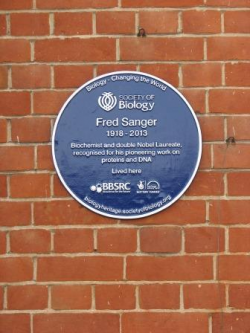 Biology - Changing the World
SOCIETY OF
Biology
Fred Sanger
1918 - 2013
Biochemist and double Nobel Laureate,
recognised for his pioneering work on
proteins and DNA
Lived here
BBSRC
biologyheritage.societyofbiology.org